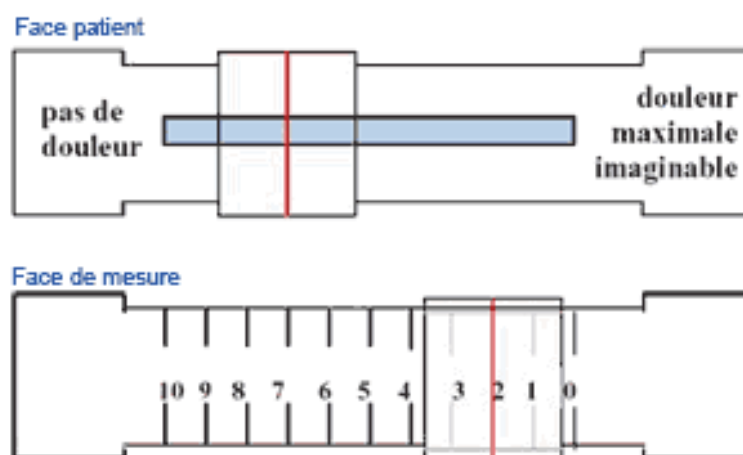 Face patient
pas de
douleur
douleur
maximale
imaginable
Face de mesure
10 9 8 7 6 5 4 3 2 1 0